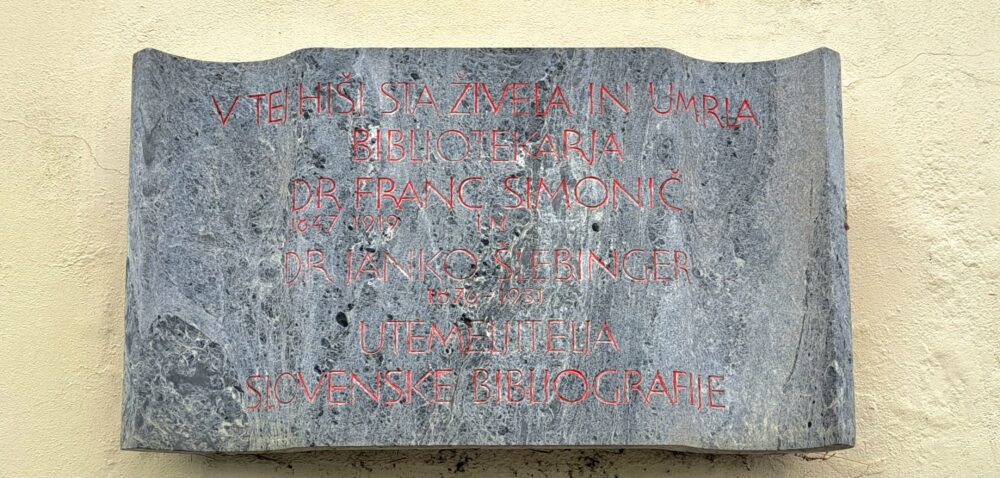 V TEJ HIŠI STA ŽIVELA IN UMRLA
BIBLIOTEKARJA
DR FRANC SIMONIČ
1847-1919 IN
DR JANKO ŠLEBINGER
1876-1951
UTEMELJITELJA
SLOVENSKE BIBLIOGRAFIJE